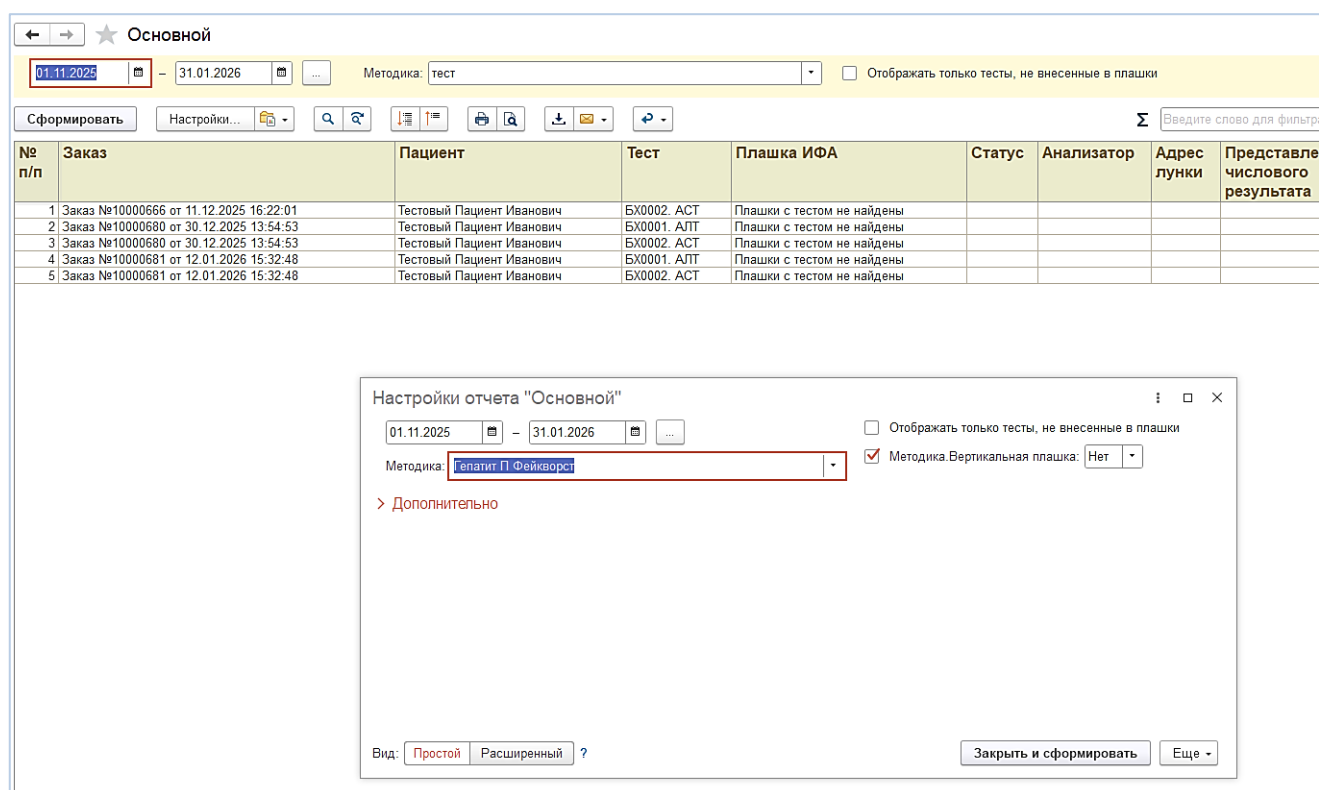 Основной
01.11.2025 – 31.01.2026 ... Методика: тест Отображать только тесты, не внесенные в плашки
Сформировать Настройки... Σ Введите слово для фильтра
№ п/п Заказ Пациент Тест Плашка ИФА Статус Анализатор Адрес лунки Представле числового результата
1 Заказ №10000666 от 11.12.2025 16:22:01 Тестовый Пациент Иванович БХ0002. АСТ Плашки с тестом не найдены
2 Заказ №10000680 от 30.12.2025 13:54:53 Тестовый Пациент Иванович БХ0001. АЛТ Плашки с тестом не найдены
3 Заказ №10000680 от 30.12.2025 13:54:53 Тестовый Пациент Иванович БХ0002. АСТ Плашки с тестом не найдены
4 Заказ №10000681 от 12.01.2026 15:32:48 Тестовый Пациент Иванович БХ0001. АЛТ Плашки с тестом не найдены
5 Заказ №10000681 от 12.01.2026 15:32:48 Тестовый Пациент Иванович БХ0002. АСТ Плашки с тестом не найдены
Настройки отчета "Основной"
01.11.2025 – 31.01.2026 ... Отображать только тесты, не внесенные в плашки
Методика: Гепатит П Фейкворст Методика.Вертикальная плашка: Нет
Дополнительно
Вид: Простой Расширенный ? Закрыть и сформировать Еще